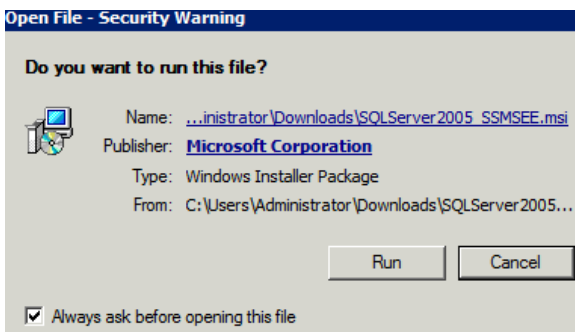 Open File - Security Warning
Do you want to run this file?
Name: ...inistrator\Downloads\SQLServer2005_SSMSEE.msi
Publisher: Microsoft Corporation
Type: Windows Installer Package
From: C:\Users\Administrator\Downloads\SQLServer2005...
Run Cancel
Always ask before opening this file